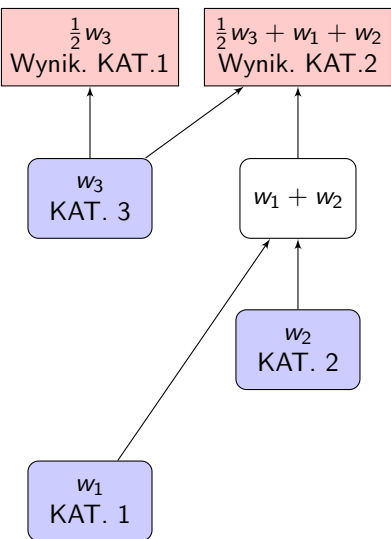 ½w₃
Wynik. KAT.1
½w₃ + w₁ + w₂
Wynik. KAT.2
w₃
KAT. 3
w₁ + w₂
w₂
KAT. 2
w₁
KAT. 1